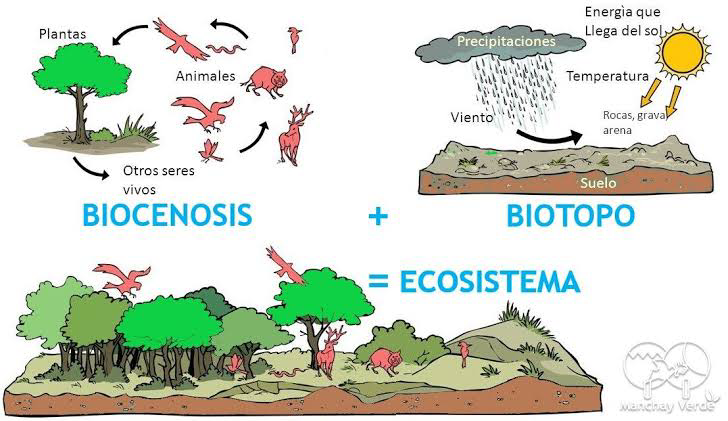 Plantas
Animales
Otros seres
vivos
BIOCENOSIS
+
Precipitaciones
Energìa que
Llega del sol
Temperatura
Viento
Rocas, grava,
arena
Suelo
BIOTOPO
= ECOSISTEMA
Manchay Verde